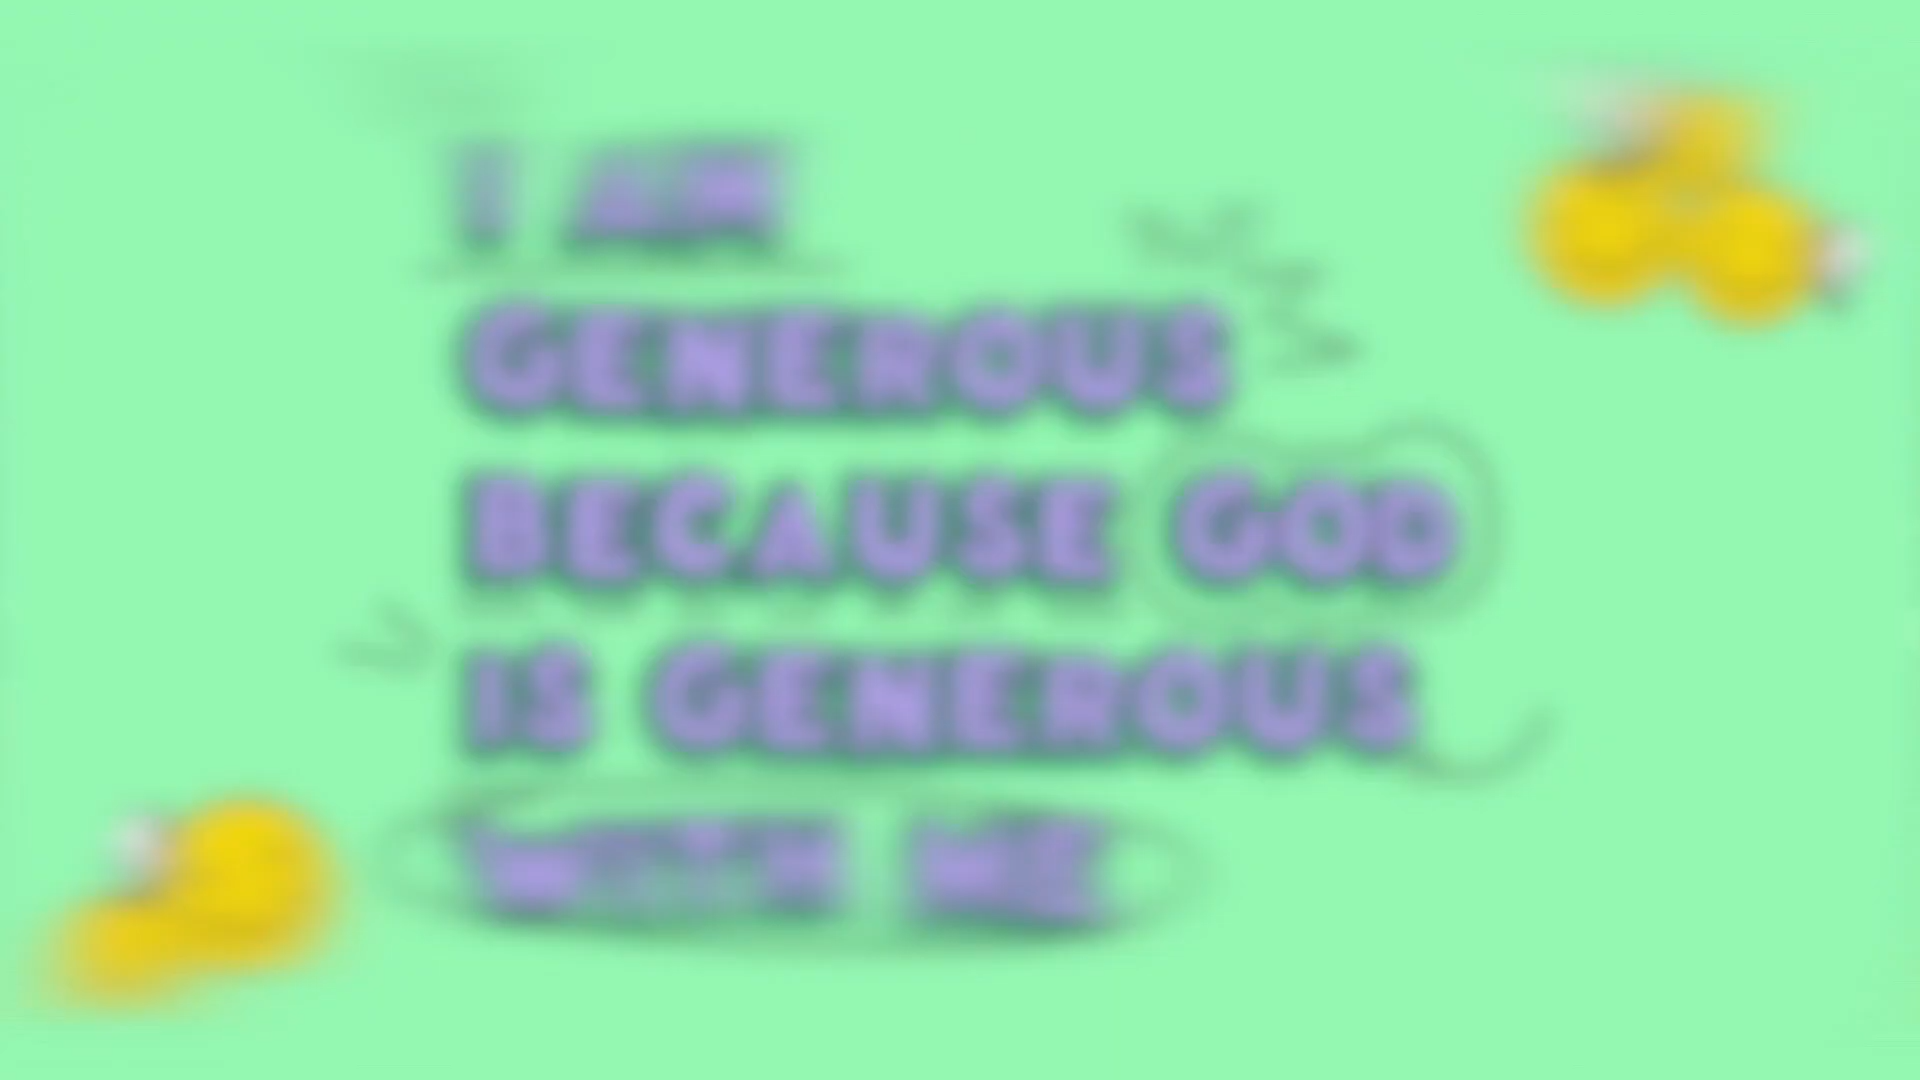 I AM
GENEROUS
BECAUSE GOD
IS GENEROUS
WITH ME